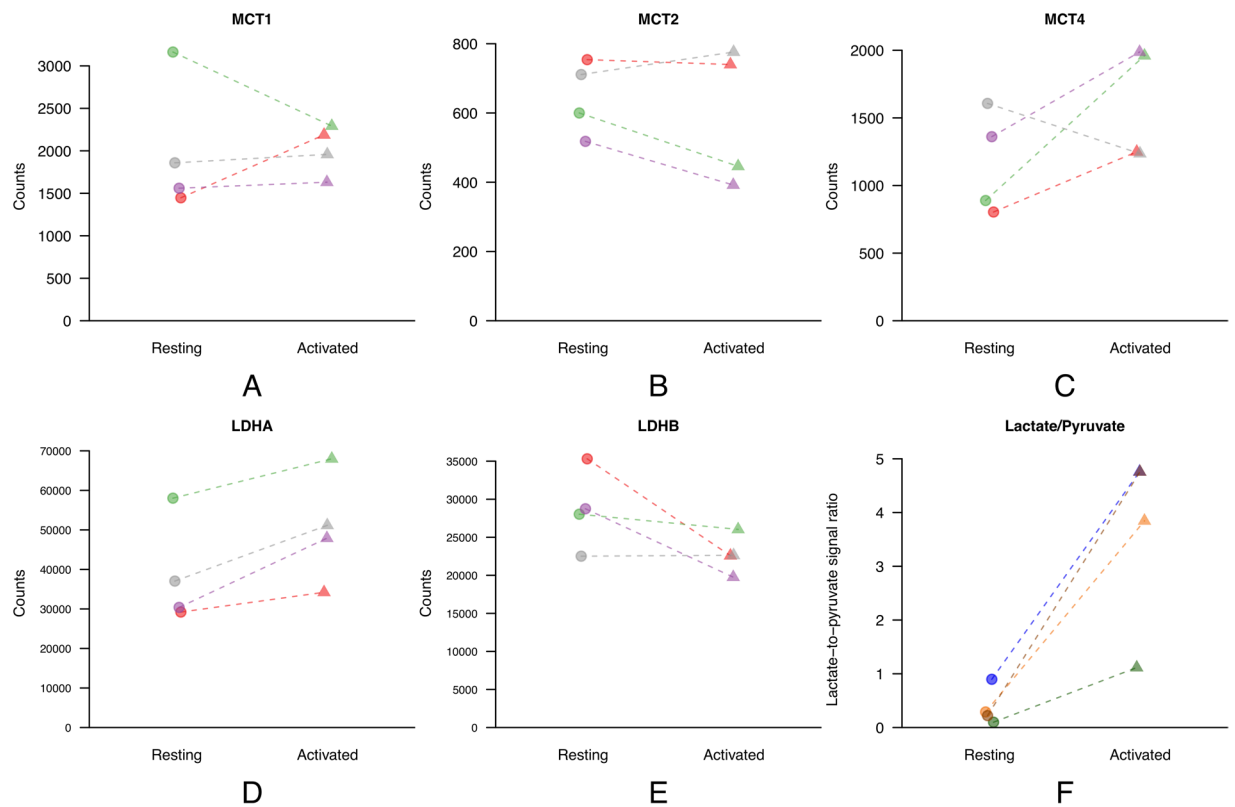 MCT1
3000
2500
2000
1500
1000
500
0
Counts
Resting Activated
A
MCT2
800
600
400
200
0
Counts
Resting Activated
B
MCT4
2000
1500
1000
500
0
Counts
Resting Activated
C
LDHA
70000
60000
50000
40000
30000
20000
10000
0
Counts
Resting Activated
D
LDHB
35000
30000
25000
20000
15000
10000
5000
0
Counts
Resting Activated
E
Lactate/Pyruvate
5
4
3
2
1
0
Lactate−to−pyruvate signal ratio
Resting Activated
F